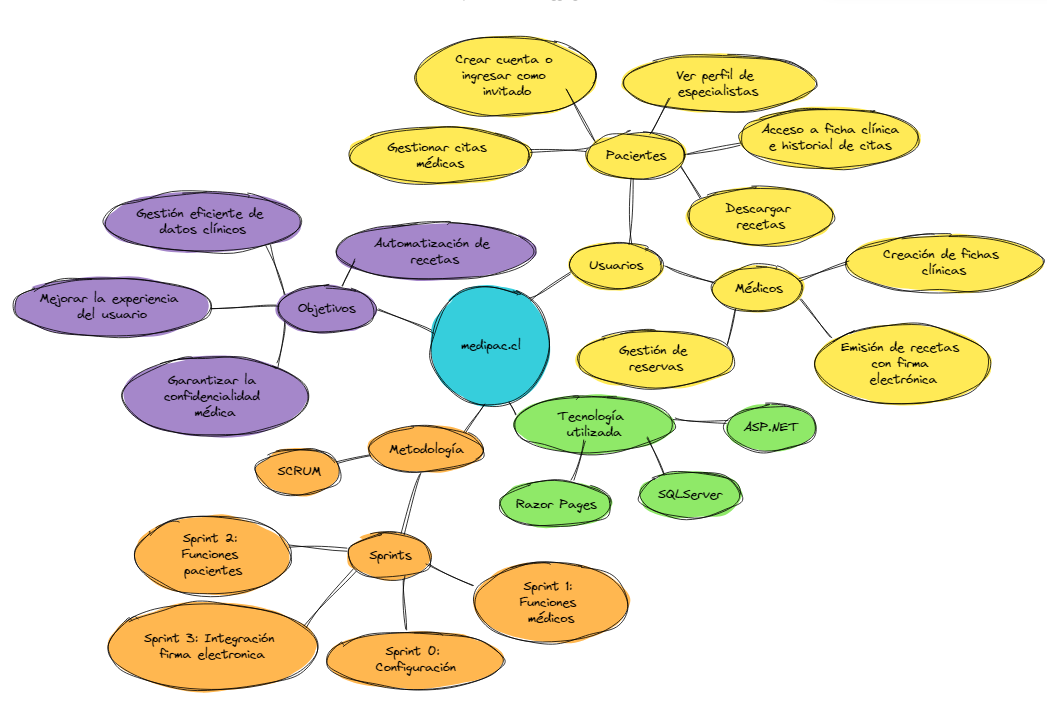 Crear cuenta o
ingresar como
invitado
Ver perfil de
especialistas
Gestionar citas
médicas
Pacientes
Acceso a ficha clínica
e historial de citas
Descargar
recetas
Gestión eficiente de
datos clínicos
Automatización de
recetas
Usuarios
Creación de fichas
clínicas
Médicos
Mejorar la experiencia
del usuario
Objetivos
medipac.cl
Gestión de
reservas
Emisión de recetas
con firma
electrónica
Garantizar la
confidencialidad
médica
Tecnología
utilizada
ASP.NET
Metodología
SCRUM
Razor Pages
SQLServer
Sprint 2:
Funciones
pacientes
Sprints
Sprint 1:
Funciones
médicos
Sprint 3: Integración
firma electronica
Sprint 0:
Configuración